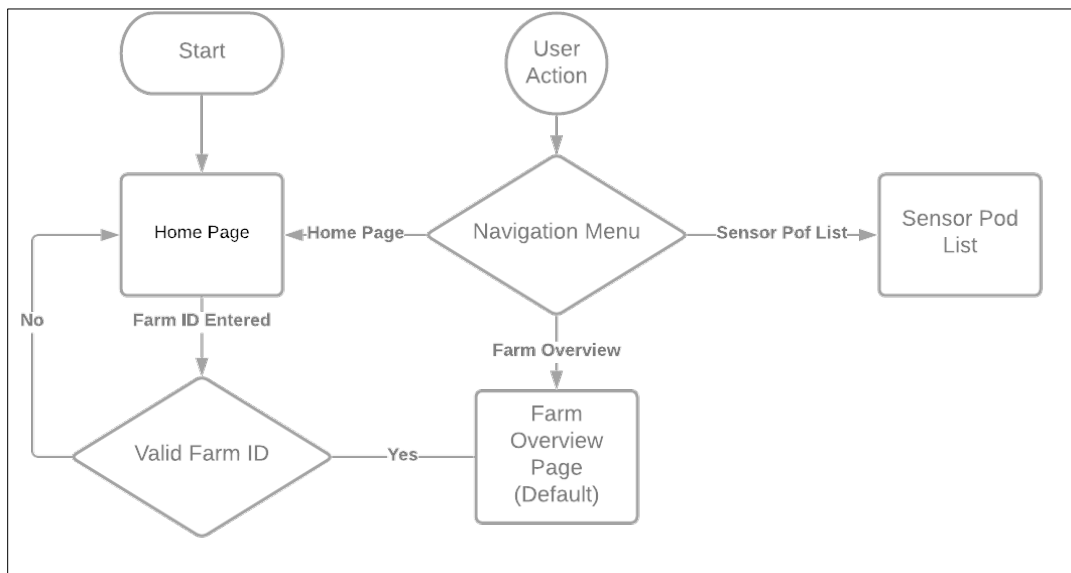 Start
User
Action
Home Page
Home Page
Navigation Menu
Sensor Pof List
Sensor Pod
List
No
Farm ID Entered
Farm Overview
Valid Farm ID
Yes
Farm
Overview
Page
(Default)